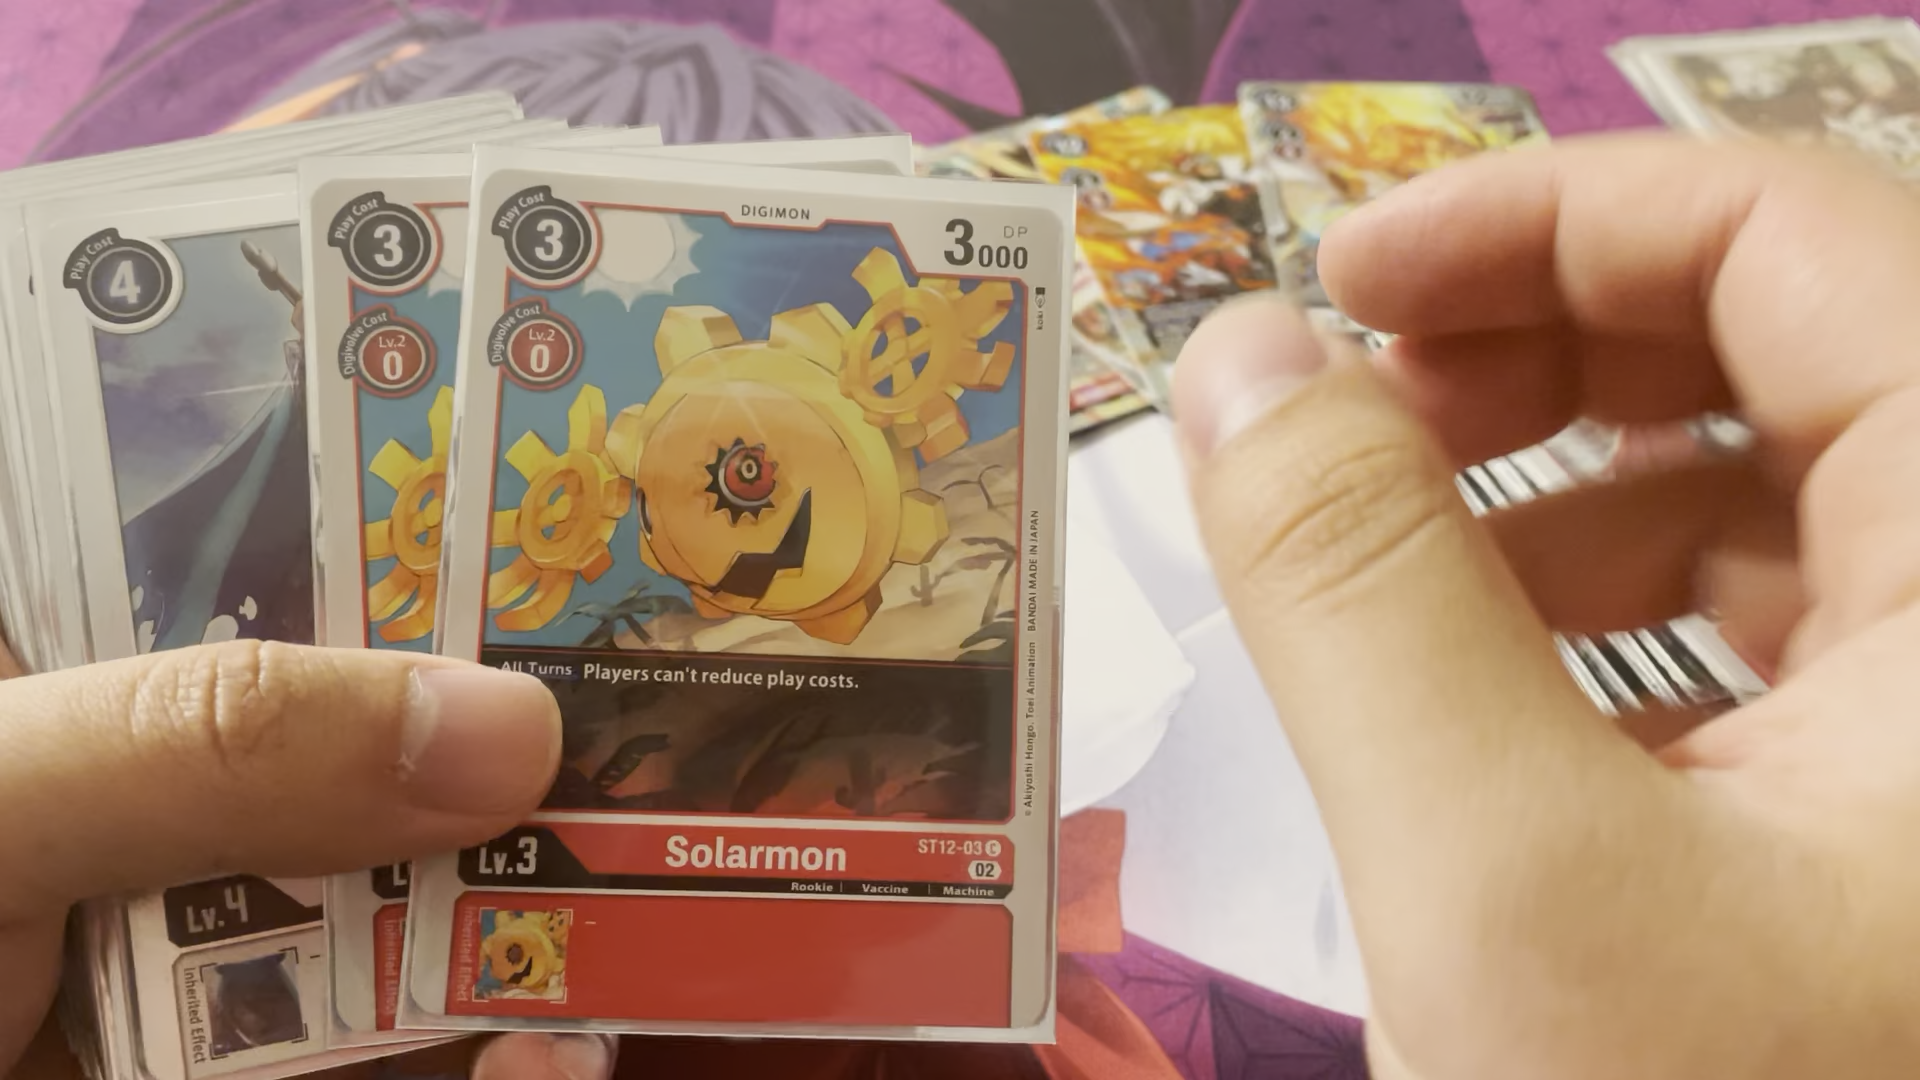 Play Cost
4
Lv.4
Inherited Effect
-
Play Cost
3
Digivolve Cost
Lv.2
0
L
Inherited Effect
Play Cost
3
DIGIMON
DP
3000
Digivolve Cost
Lv.2
0
All Turns Players can't reduce play costs.
© Akiyoshi Hongo, Toei Animation BANDAI MADE IN JAPAN
Lv.3
Solarmon
ST12-03 C
02
Rookie | Vaccine | Machine
Inherited Effect
-